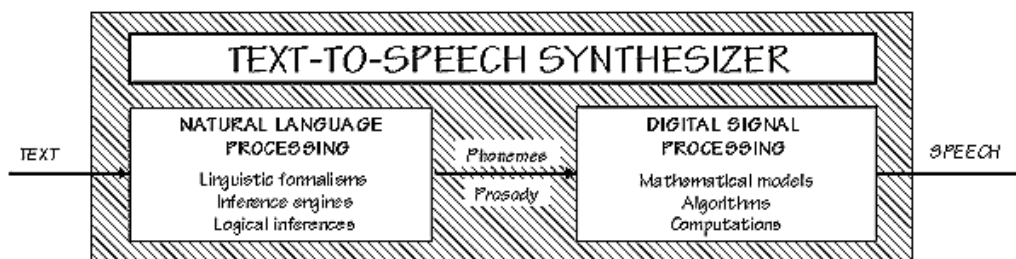 TEXT-TO-SPEECH SYNTHESIZER
TEXT
NATURAL LANGUAGE
PROCESSING
Linguistic formalisms
Inference engines
Logical inferences
Phonemes
Prosody
DIGITAL SIGNAL
PROCESSING
Mathematical models
Algorithms
Computations
SPEECH